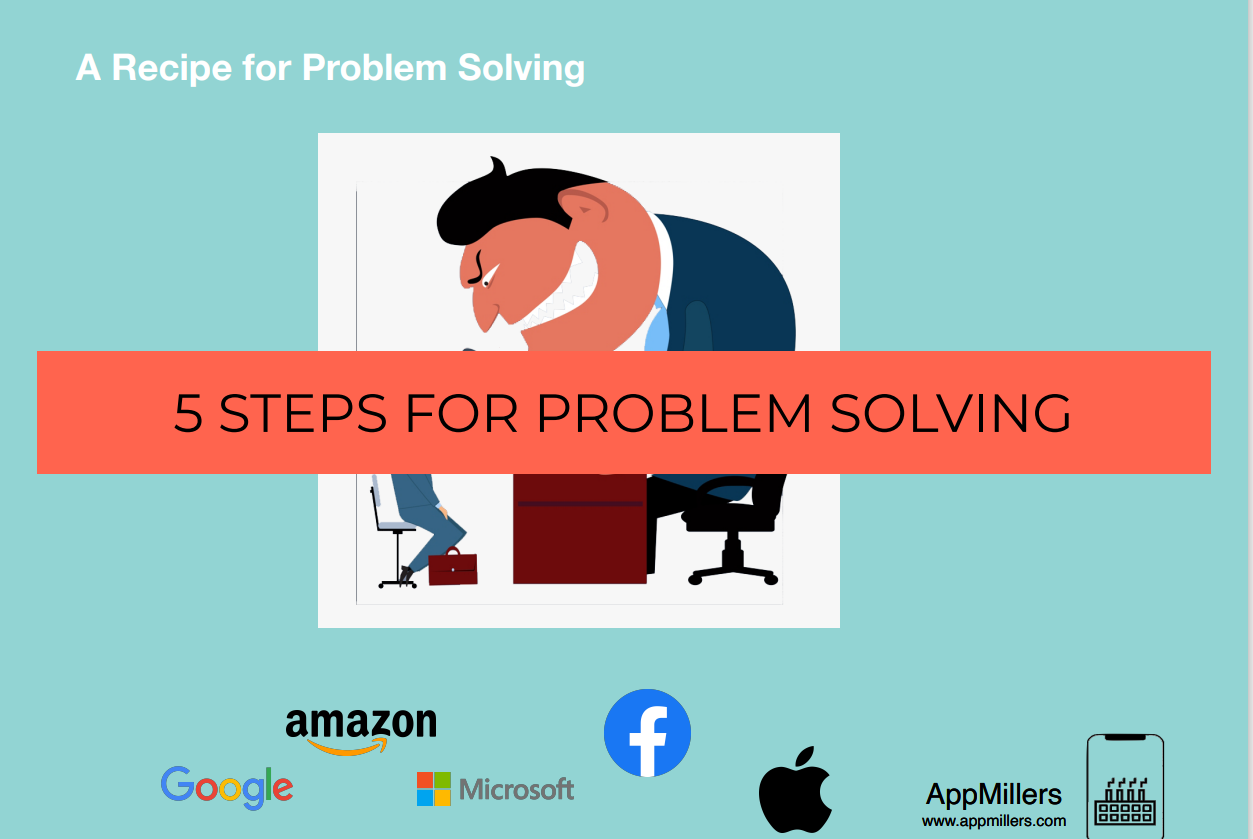 A Recipe for Problem Solving
5 STEPS FOR PROBLEM SOLVING
amazon
Google
Microsoft
AppMillers
www.appmillers.com